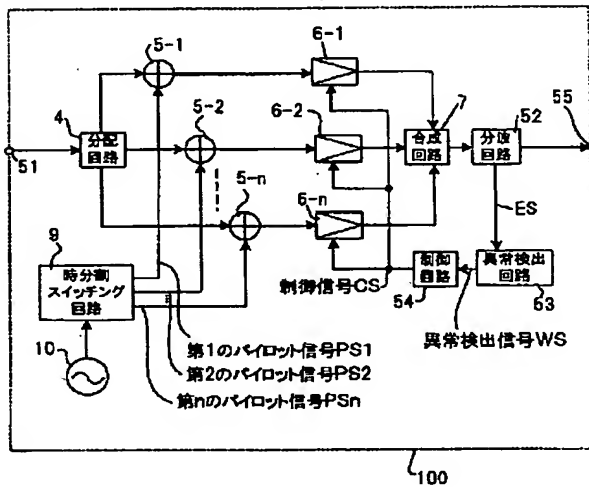 5-1
6-1
5-2
6-2
7
52
55
4
分配
回路
合成
回路
分波
回路
51
5-n
6-n
ES
9
時分割
スイッチング
回路
制御
回路
異常検出
回路
制御信号CS
54
53
異常検出信号WS
10
第1のパイロット信号PS1
第2のパイロット信号PS2
第nのパイロット信号PSn
100